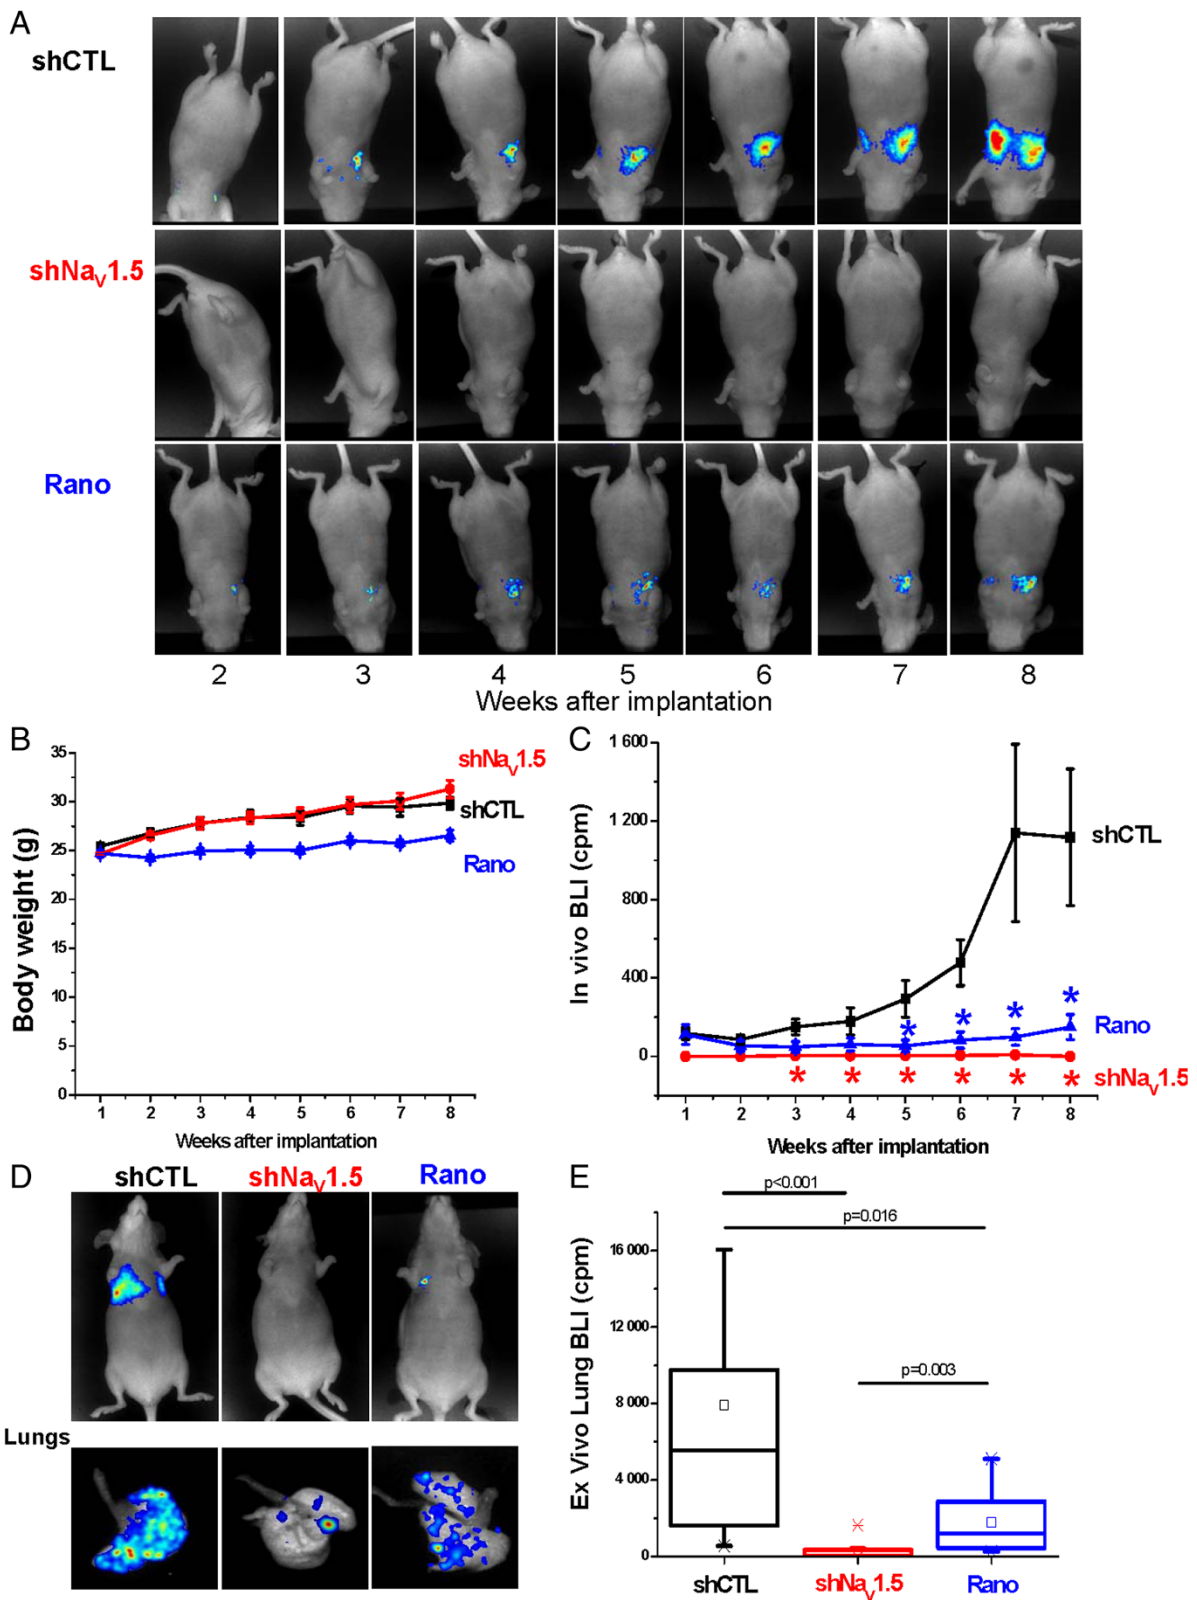 A
shCTL
shNaV1.5
Rano
2 3 4 5 6 7 8
Weeks after implantation
B
35
30
25
20
15
10
5
0
Body weight (g)
shNaV1.5
shCTL
Rano
1 2 3 4 5 6 7 8
Weeks after implantation
C
1 600
1200
800
400
0
In vivo BLI (cpm)
shCTL
Rano
shNaV1.5
* * * *
* * * * * *
1 2 3 4 5 6 7 8
Weeks after implantation
D
shCTL shNaV1.5 Rano
Lungs
E
p<0.001
p=0.016
p=0.003
16 000
12 000
8 000
4 000
0
Ex Vivo Lung BLI (cpm)
shCTL shNaV1.5 Rano